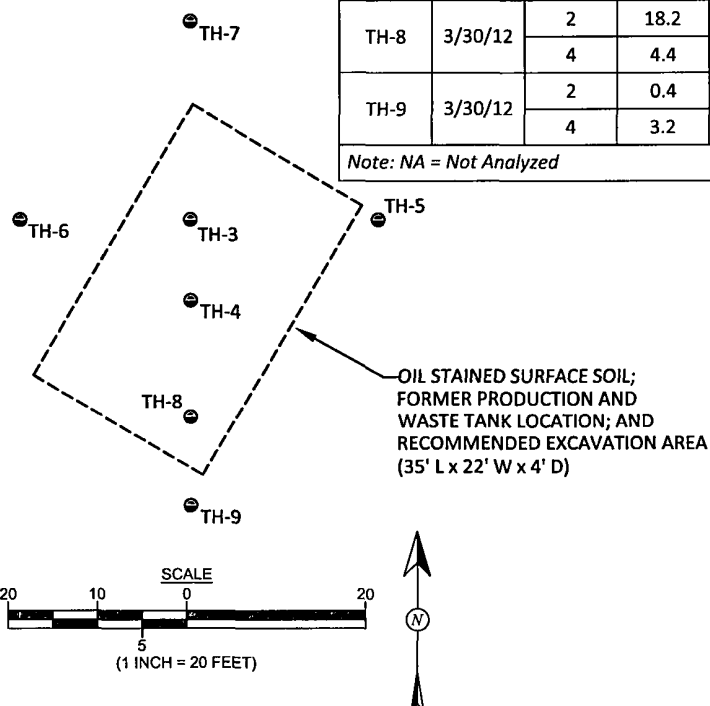 TH-7
TH-8 3/30/12 2 18.2
4 4.4
TH-9 3/30/12 2 0.4
4 3.2
Note: NA = Not Analyzed
TH-5
TH-6
TH-3
TH-4
OIL STAINED SURFACE SOIL;
FORMER PRODUCTION AND
WASTE TANK LOCATION; AND
RECOMMENDED EXCAVATION AREA
(35' L x 22' W x 4' D)
TH-8
TH-9
SCALE
20 10 0 20
5
(1 INCH = 20 FEET)
N